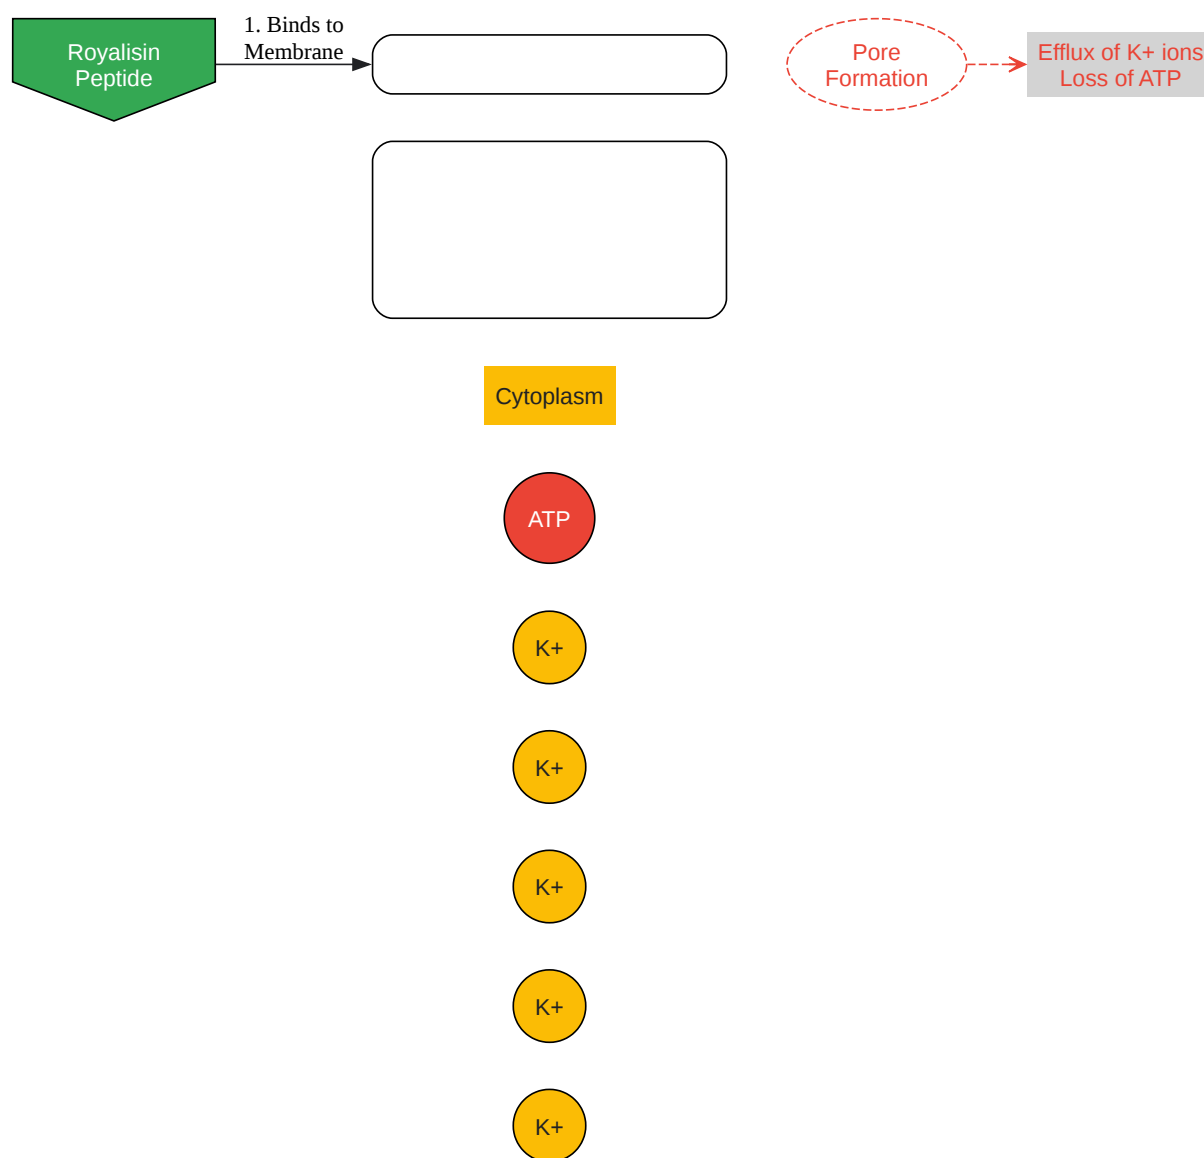 Royalisin
Peptide
1. Binds to
Membrane
Pore
Formation
Efflux of K+ ions
Loss of ATP
Cytoplasm
ATP
K+
K+
K+
K+
K+